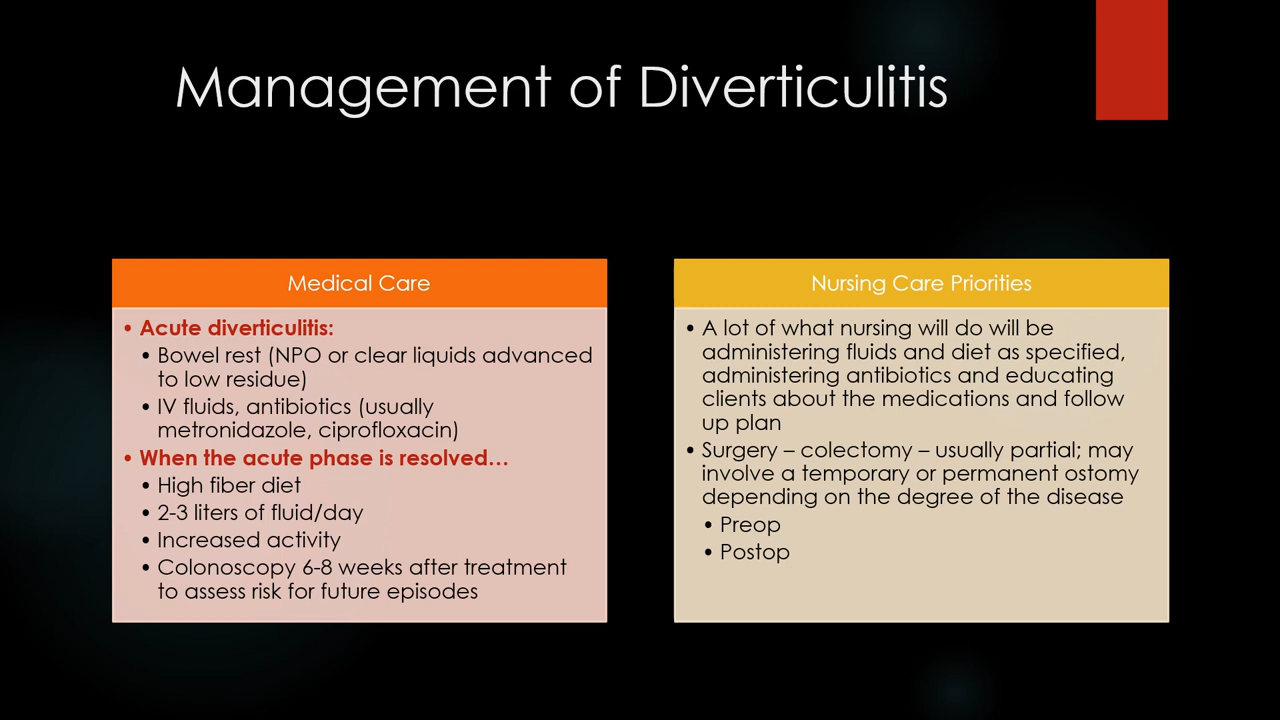 Management of Diverticulitis
Medical Care
• Acute diverticulitis:
• Bowel rest (NPO or clear liquids advanced
to low residue)
• IV fluids, antibiotics (usually
metronidazole, ciprofloxacin)
• When the acute phase is resolved…
• High fiber diet
• 2-3 liters of fluid/day
• Increased activity
• Colonoscopy 6-8 weeks after treatment
to assess risk for future episodes
Nursing Care Priorities
• A lot of what nursing will do will be
administering fluids and diet as specified,
administering antibiotics and educating
clients about the medications and follow
up plan
• Surgery – colectomy – usually partial; may
involve a temporary or permanent ostomy
depending on the degree of the disease
• Preop
• Postop